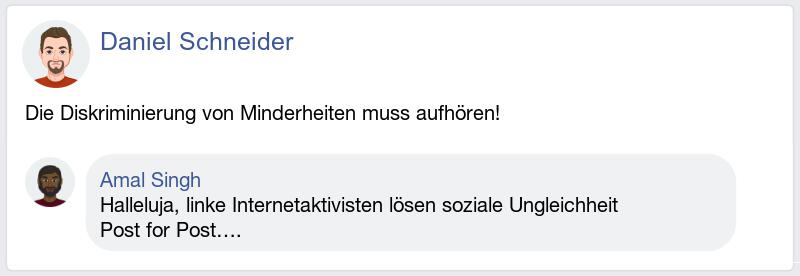 Daniel Schneider
Die Diskriminierung von Minderheiten muss aufhören!
Amal Singh
Halleluja, linke Internetaktivisten lösen soziale Ungleichheit
Post for Post....